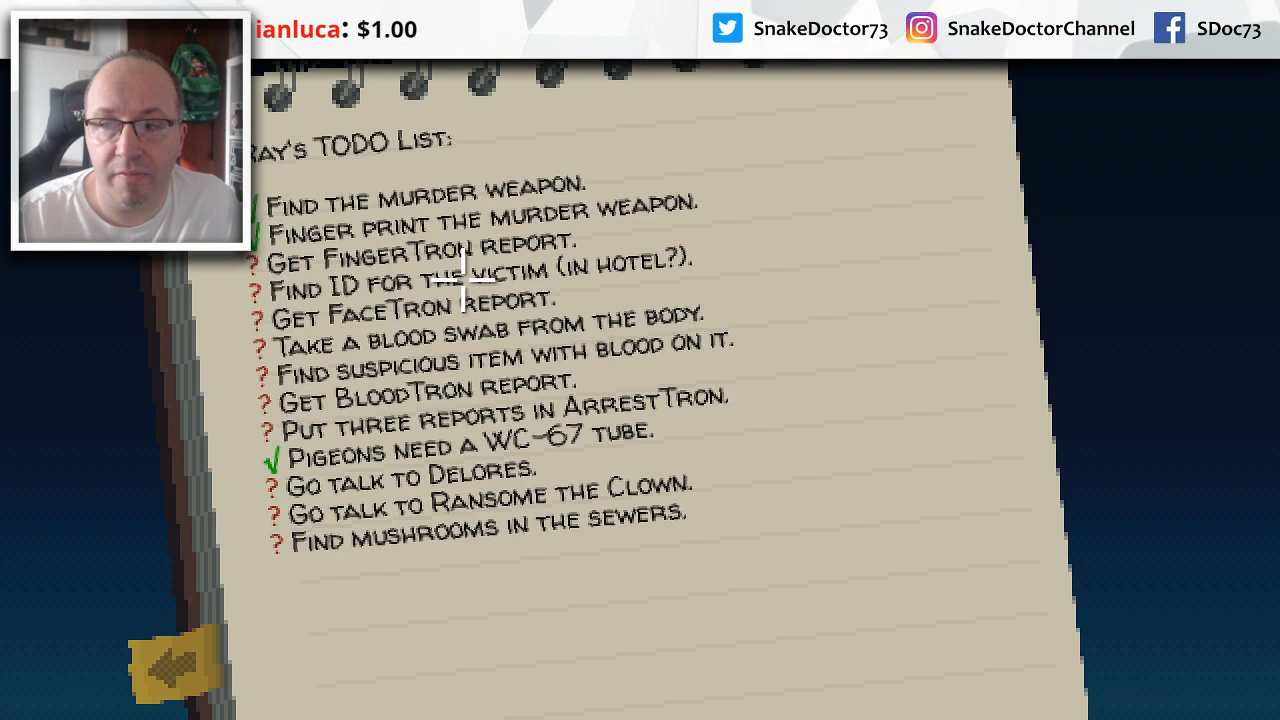 ianluca: $1.00
SnakeDoctor73
SnakeDoctorChannel
SDoc73
Ray's TODO List:
√ Find the murder weapon.
√ Finger print the murder weapon.
? Get FingerTron report.
? Find ID for the victim (in hotel?).
? Get FaceTron report.
? Take a blood swab from the body.
? Find suspicious item with blood on it.
? Get BloodTron report.
? Put three reports in ArrestTron.
√ Pigeons need a WC-67 tube.
? Go talk to Delores.
? Go talk to Ransome the Clown.
? Find mushrooms in the sewers.